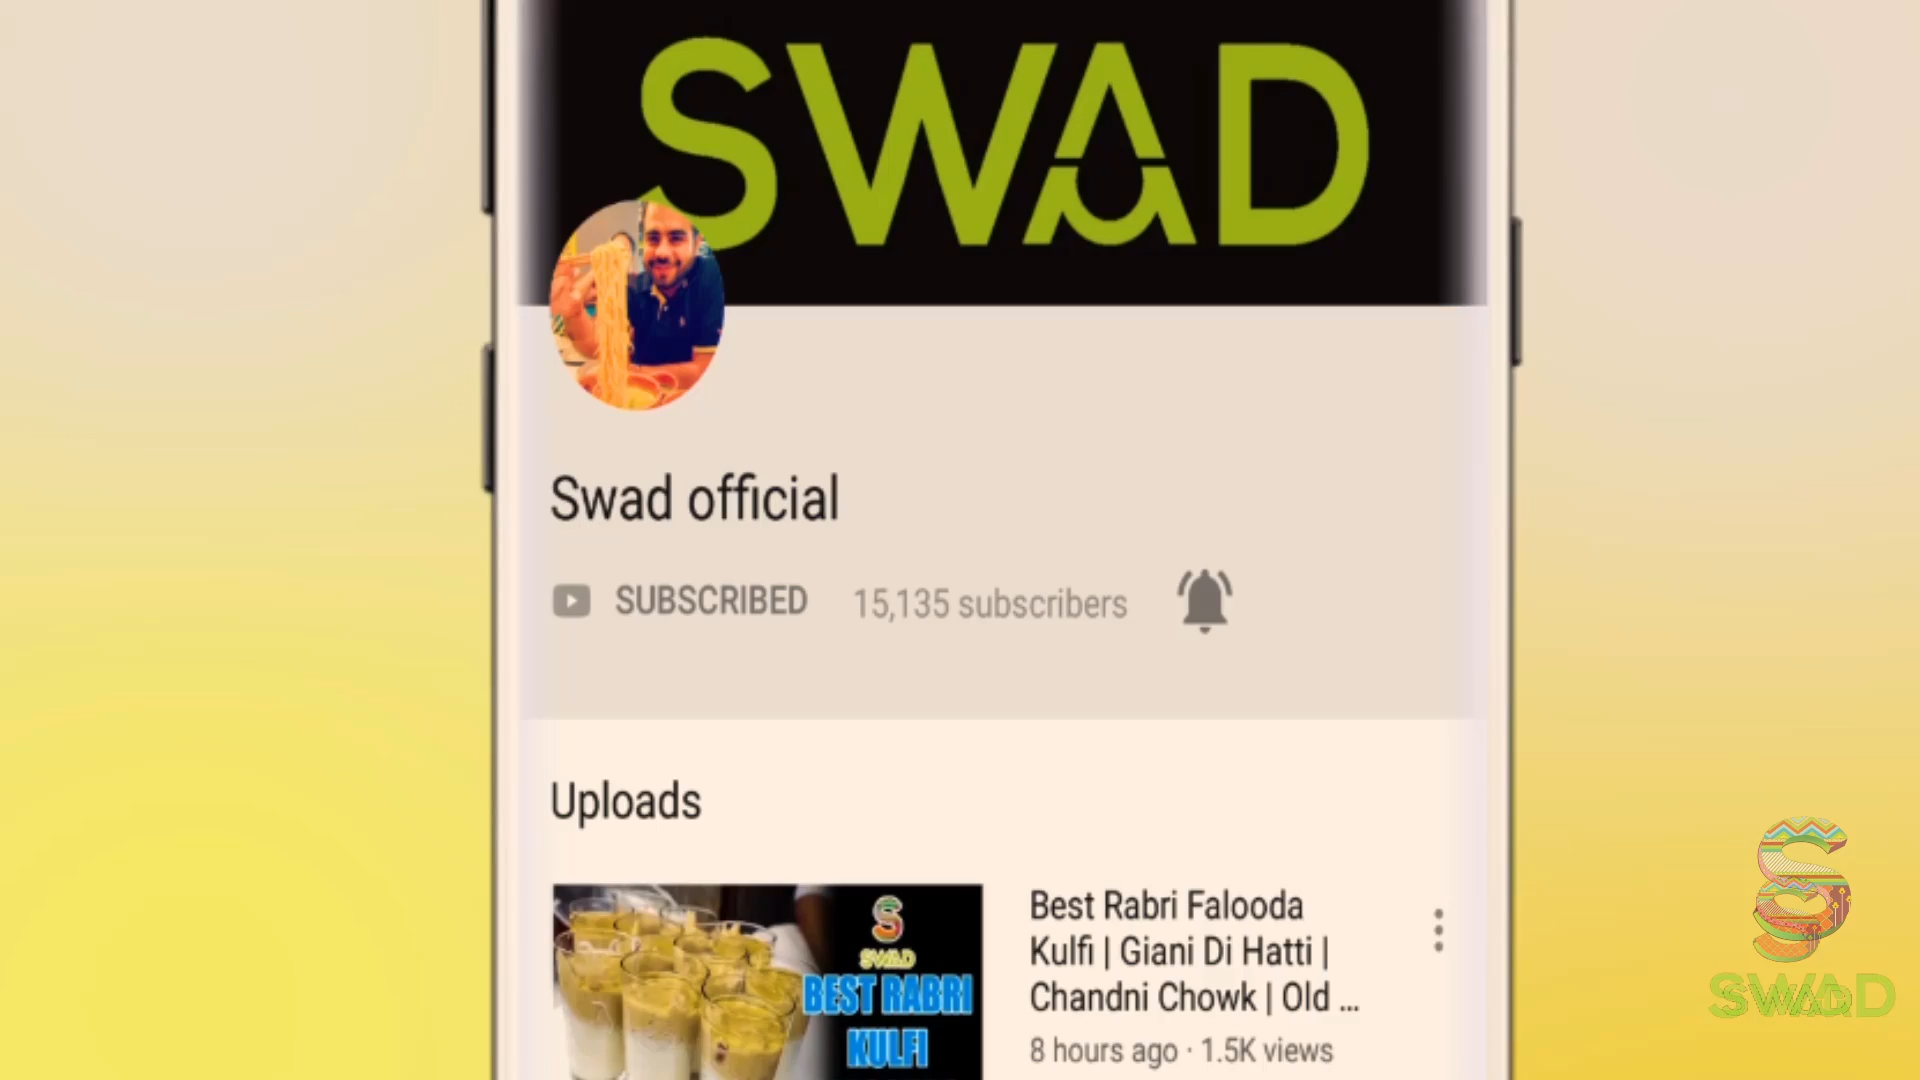 SWAD
Swad official
SUBSCRIBED 15,135 subscribers
Uploads
SWAD
BEST RABRI
KULFI
Best Rabri Falooda
Kulfi | Giani Di Hatti |
Chandni Chowk | Old ...
8 hours ago · 1.5K views
SWAD